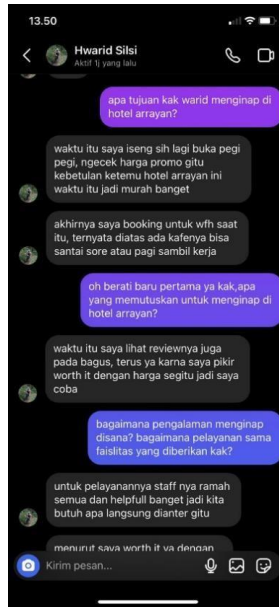 13.50
Hwarid Silsi
Aktif 1j yang lalu
apa tujuan kak warid menginap di
hotel arrayan?
waktu itu saya iseng sih lagi buka pegi
pegi, ngecek harga promo gitu
kebetulan ketemu hotel arrayan ini
waktu itu jadi murah banget
akhirnya saya booking untuk wfh saat
itu, ternyata diatas ada kafenya bisa
santai sore atau pagi sambil kerja
oh berati baru pertama ya kak,apa
yang memutuskan untuk menginap di
hotel arrayan?
waktu itu saya lihat reviewnya juga
pada bagus, terus ya karna saya pikir
worth it dengan harga segitu jadi saya
coba
bagaimana pengalaman menginap
disana? bagaimana pelayanan sama
faislitas yang diberikan kak?
untuk pelayanannya staff nya ramah
semua dan helpfull banget jadi kita
butuh apa langsung dianter gitu
menurut saya worth it ya dengan
Kirim pesan...